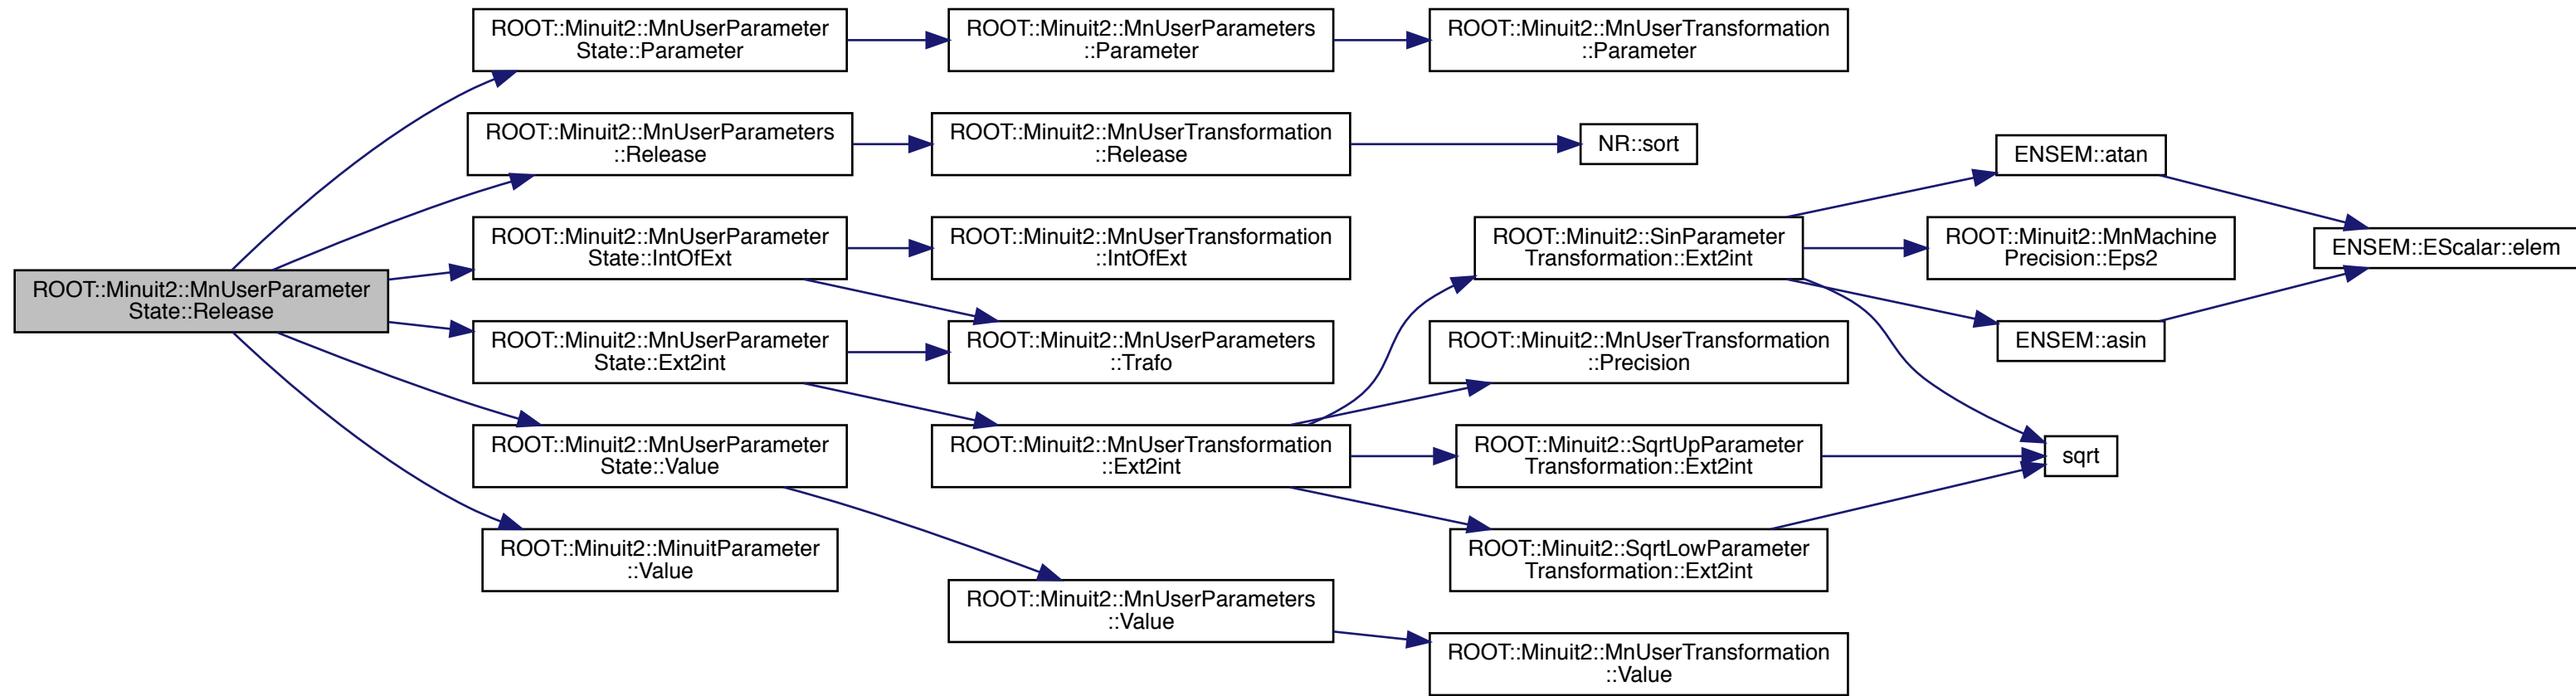 ROOT::Minuit2::MnUserParameter
State::Release
ROOT::Minuit2::MnUserParameter
State::Parameter
ROOT::Minuit2::MnUserParameters
::Release
ROOT::Minuit2::MnUserParameter
State::IntOfExt
ROOT::Minuit2::MnUserParameter
State::Ext2int
ROOT::Minuit2::MnUserParameter
State::Value
ROOT::Minuit2::MinuitParameter
::Value
ROOT::Minuit2::MnUserParameters
::Parameter
ROOT::Minuit2::MnUserTransformation
::Release
ROOT::Minuit2::MnUserTransformation
::IntOfExt
ROOT::Minuit2::MnUserParameters
::Trafo
ROOT::Minuit2::MnUserTransformation
::Ext2int
ROOT::Minuit2::MnUserParameters
::Value
ROOT::Minuit2::MnUserTransformation
::Parameter
NR::sort
ROOT::Minuit2::SinParameter
Transformation::Ext2int
ROOT::Minuit2::MnUserTransformation
::Precision
ROOT::Minuit2::SqrtUpParameter
Transformation::Ext2int
ROOT::Minuit2::SqrtLowParameter
Transformation::Ext2int
ROOT::Minuit2::MnUserTransformation
::Value
ENSEM::atan
ROOT::Minuit2::MnMachine
Precision::Eps2
ENSEM::asin
sqrt
ENSEM::EScalar::elem